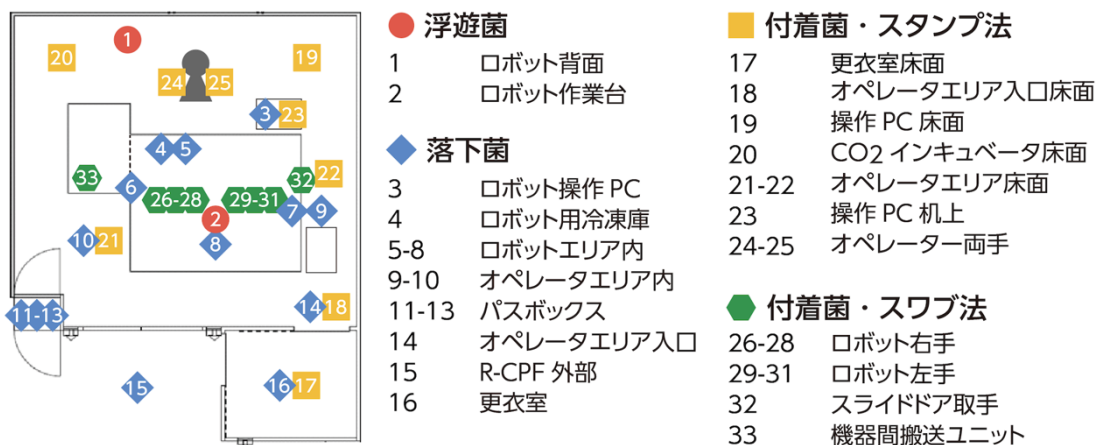 1
20
19
24
25
3
23
4
5
33
6
32
22
26-28
29-31
7
9
2
8
10
21
11-13
14
18
15
16
17
浮遊菌
1 ロボット背面
2 ロボット作業台
落下菌
3 ロボット操作 PC
4 ロボット用冷凍庫
5-8 ロボットエリア内
9-10 オペレータエリア内
11-13 パスボックス
14 オペレータエリア入口
15 R-CPF 外部
16 更衣室
付着菌・スタンプ法
17 更衣室床面
18 オペレータエリア入口床面
19 操作 PC 床面
20 CO2 インキュベータ床面
21-22 オペレータエリア床面
23 操作 PC 机上
24-25 オペレーター両手
付着菌・スワブ法
26-28 ロボット右手
29-31 ロボット左手
32 スライドドア取手
33 機器間搬送ユニット